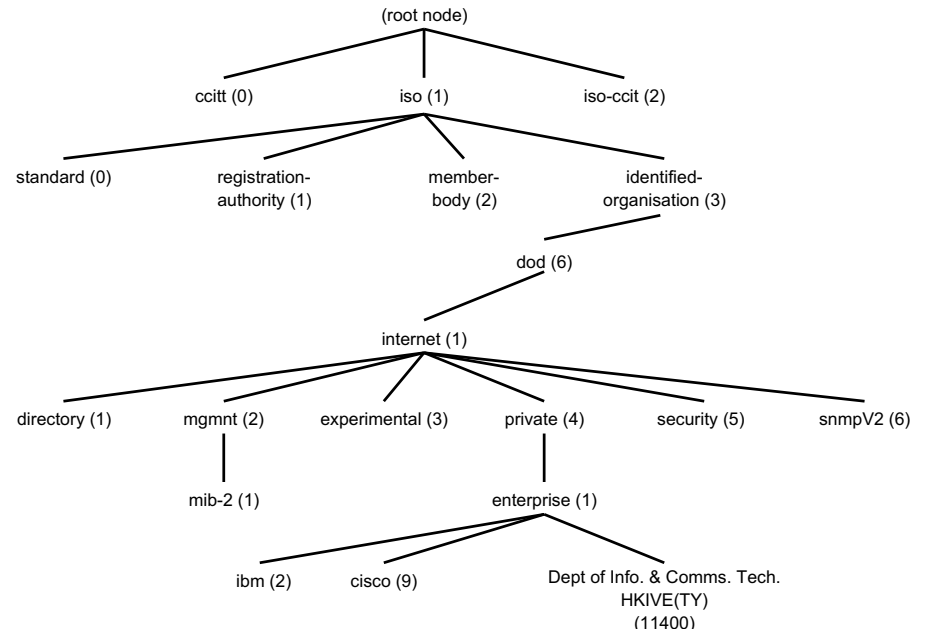 (root node)
ccitt (0)
iso (1)
iso-ccit (2)
standard (0)
registration-
authority (1)
member-
body (2)
identified-
organisation (3)
dod (6)
internet (1)
directory (1)
mgmnt (2)
experimental (3)
private (4)
security (5)
snmpV2 (6)
mib-2 (1)
enterprise (1)
ibm (2)
cisco (9)
Dept of Info. & Comms. Tech.
HKIVE(TY)
(11400)